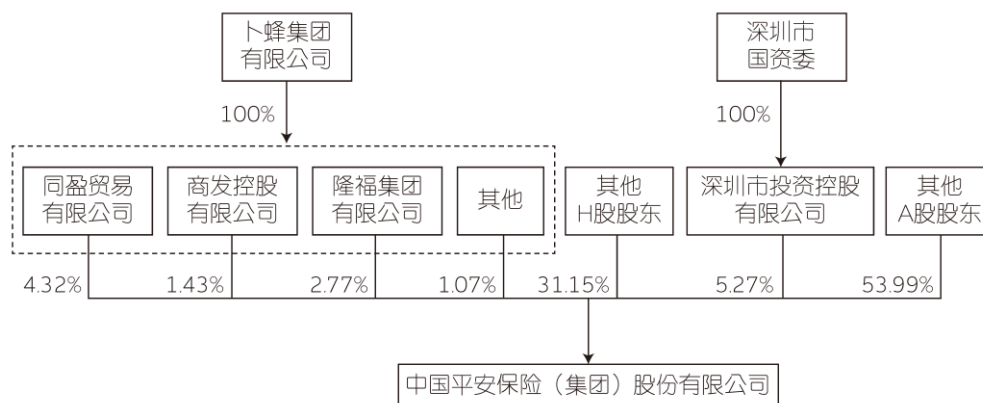 卜蜂集团
有限公司
深圳市
国资委
100%
100%
同盈贸易
有限公司
商发控股
有限公司
隆福集团
有限公司
其他
其他
H股股东
深圳市投资控股
有限公司
其他
A股股东
4.32%
1.43%
2.77%
1.07%
31.15%
5.27%
53.99%
中国平安保险（集团）股份有限公司